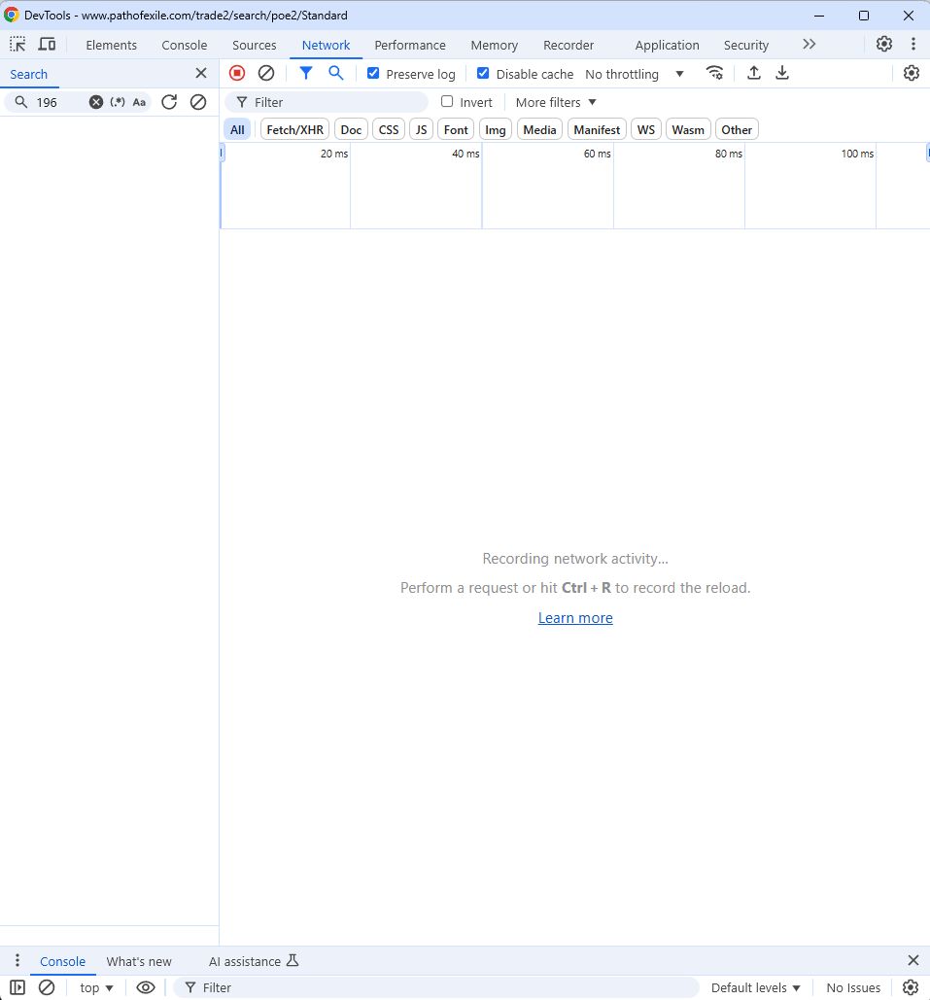 DevTools - www.pathofexile.com/trade2/search/poe2/Standard
Elements Console Sources Network Performance Memory Recorder Application Security
Search
Preserve log Disable cache No throttling
196 (.*) Aa
Filter Invert More filters
All Fetch/XHR Doc CSS JS Font Img Media Manifest WS Wasm Other
20 ms 40 ms 60 ms 80 ms 100 ms
Recording network activity...
Perform a request or hit Ctrl + R to record the reload.
Learn more
Console What's new AI assistance
top Filter Default levels No Issues